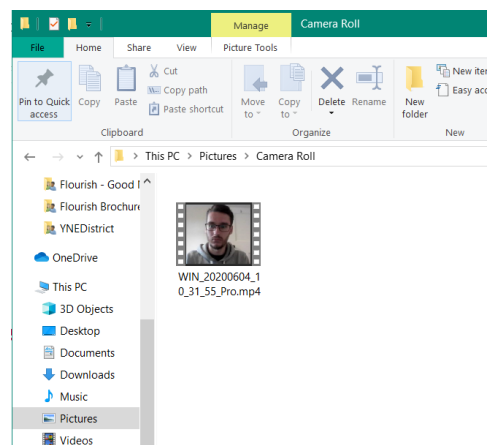 Manage
Camera Roll
File
Home
Share
View
Picture Tools
Pin to Quick
access
Copy
Paste
Cut
Copy path
Paste shortcut
Move
to
Copy
to
Delete
Rename
New
folder
New
Easy
Clipboard
Organize
New
This PC > Pictures > Camera Roll
Flourish - Good
Flourish Brochure
YNEDistrict
OneDrive
This PC
3D Objects
Desktop
Documents
Downloads
Music
Pictures
Videos
WIN_20200604_1
0_31_55_Pro.mp4